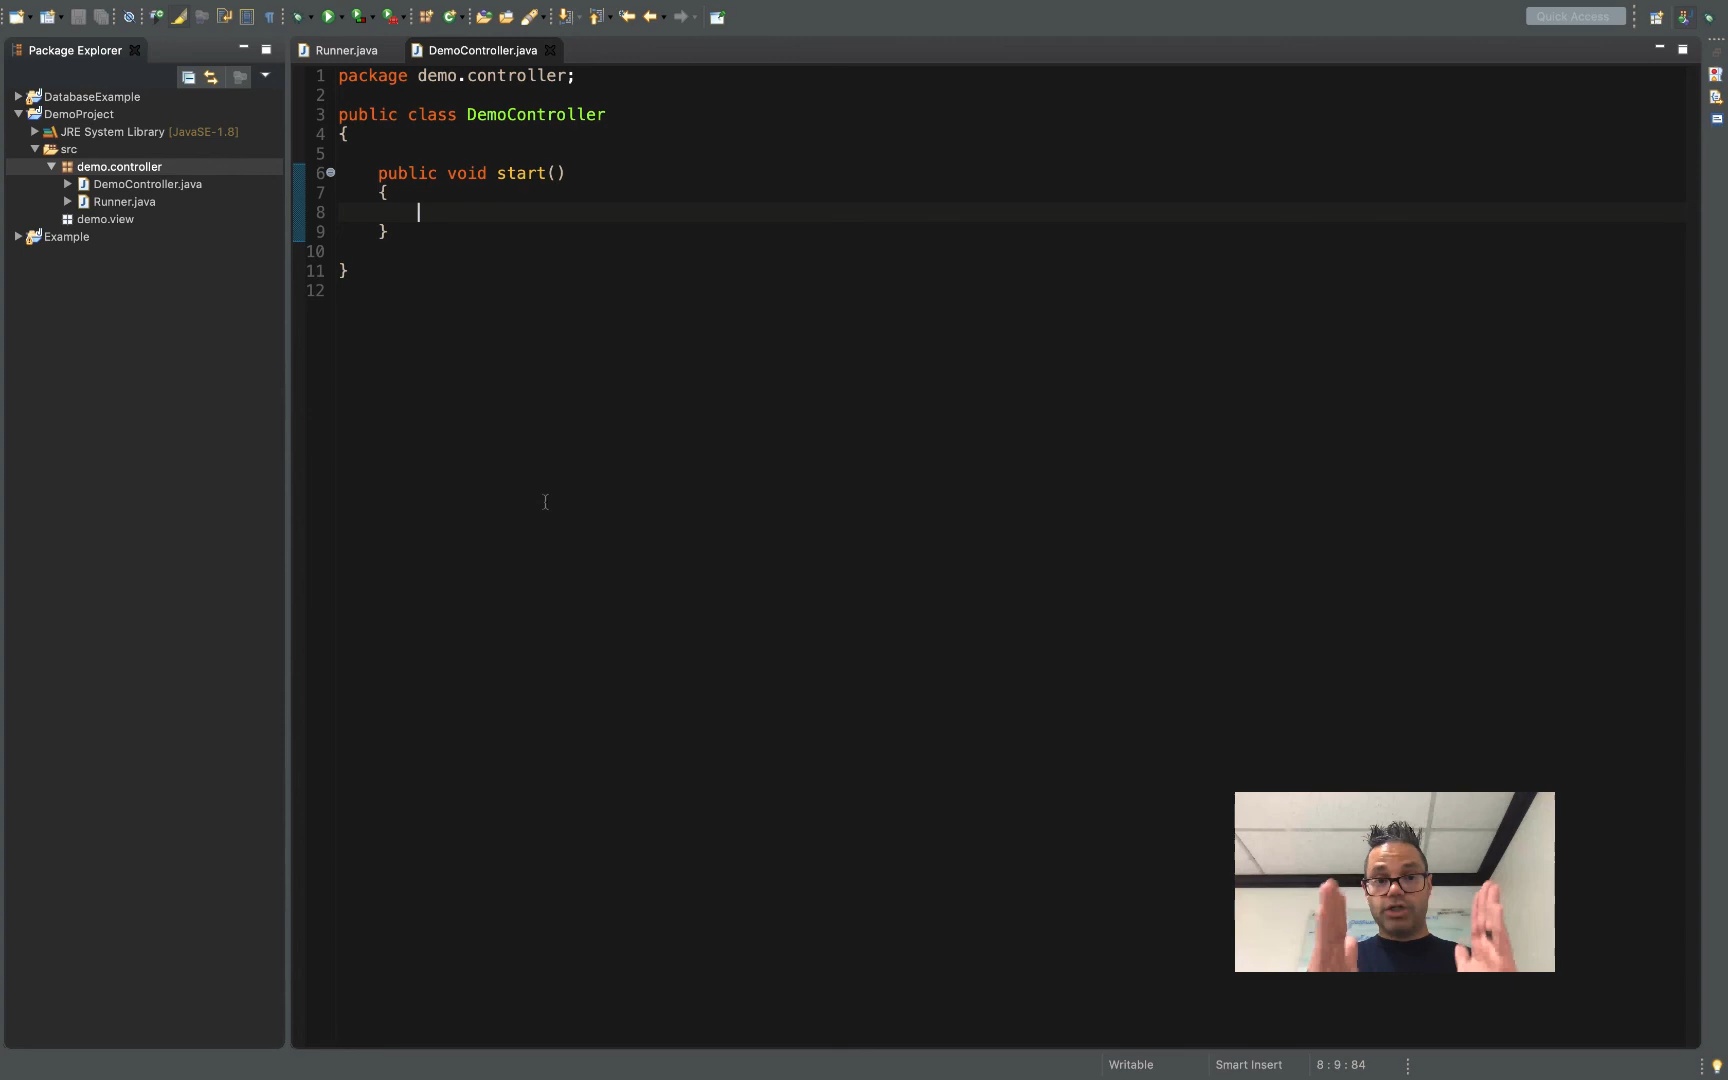 Quick Access
Package Explorer
Runner.java
DemoController.java
DatabaseExample
DemoProject
JRE System Library [JavaSE-1.8]
src
demo.controller
DemoController.java
Runner.java
demo.view
Example
1 package demo.controller;
2
3 public class DemoController
4 {
5
6 public void start()
7 {
8
9 }
10
11 }
12
Writable
Smart Insert
8 : 9 : 84